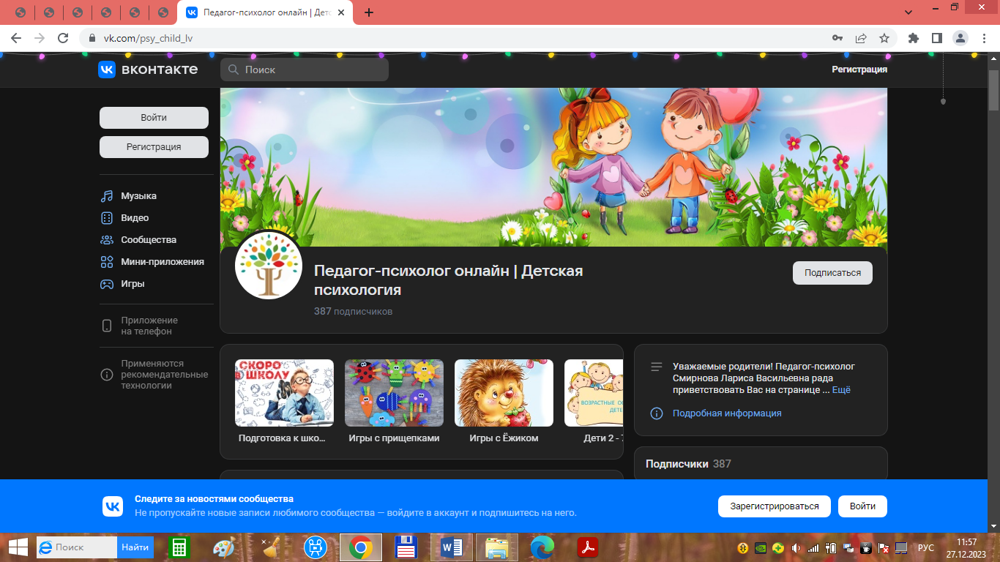 Педагог-психолог онлайн | Детс
vk.com/psy_child_lv
вконтакте
Поиск
Регистрация
Войти
Регистрация
Музыка
Видео
Сообщества
Мини-приложения
Игры
Приложение
на телефон
Применяются
рекомендательные
технологии
Педагог-психолог онлайн | Детская
психология
387 подписчиков
Подписаться
СКОРО
В ШКОЛУ
ВОЗРАСТНЫЕ ОС
ДЕТЕ
Подготовка к шко...
Игры с прищепками
Игры с Ёжиком
Дети 2 - 7
Уважаемые родители! Педагог-психолог
Смирнова Лариса Васильевна рада
приветствовать Вас на странице ... Ещё
Подробная информация
Подписчики 387
Следите за новостями сообщества
Не пропускайте новые записи любимого сообщества — войдите в аккаунт и подпишитесь на него.
Зарегистрироваться
Войти
Поиск
Найти
РУС
11:57
27.12.2023